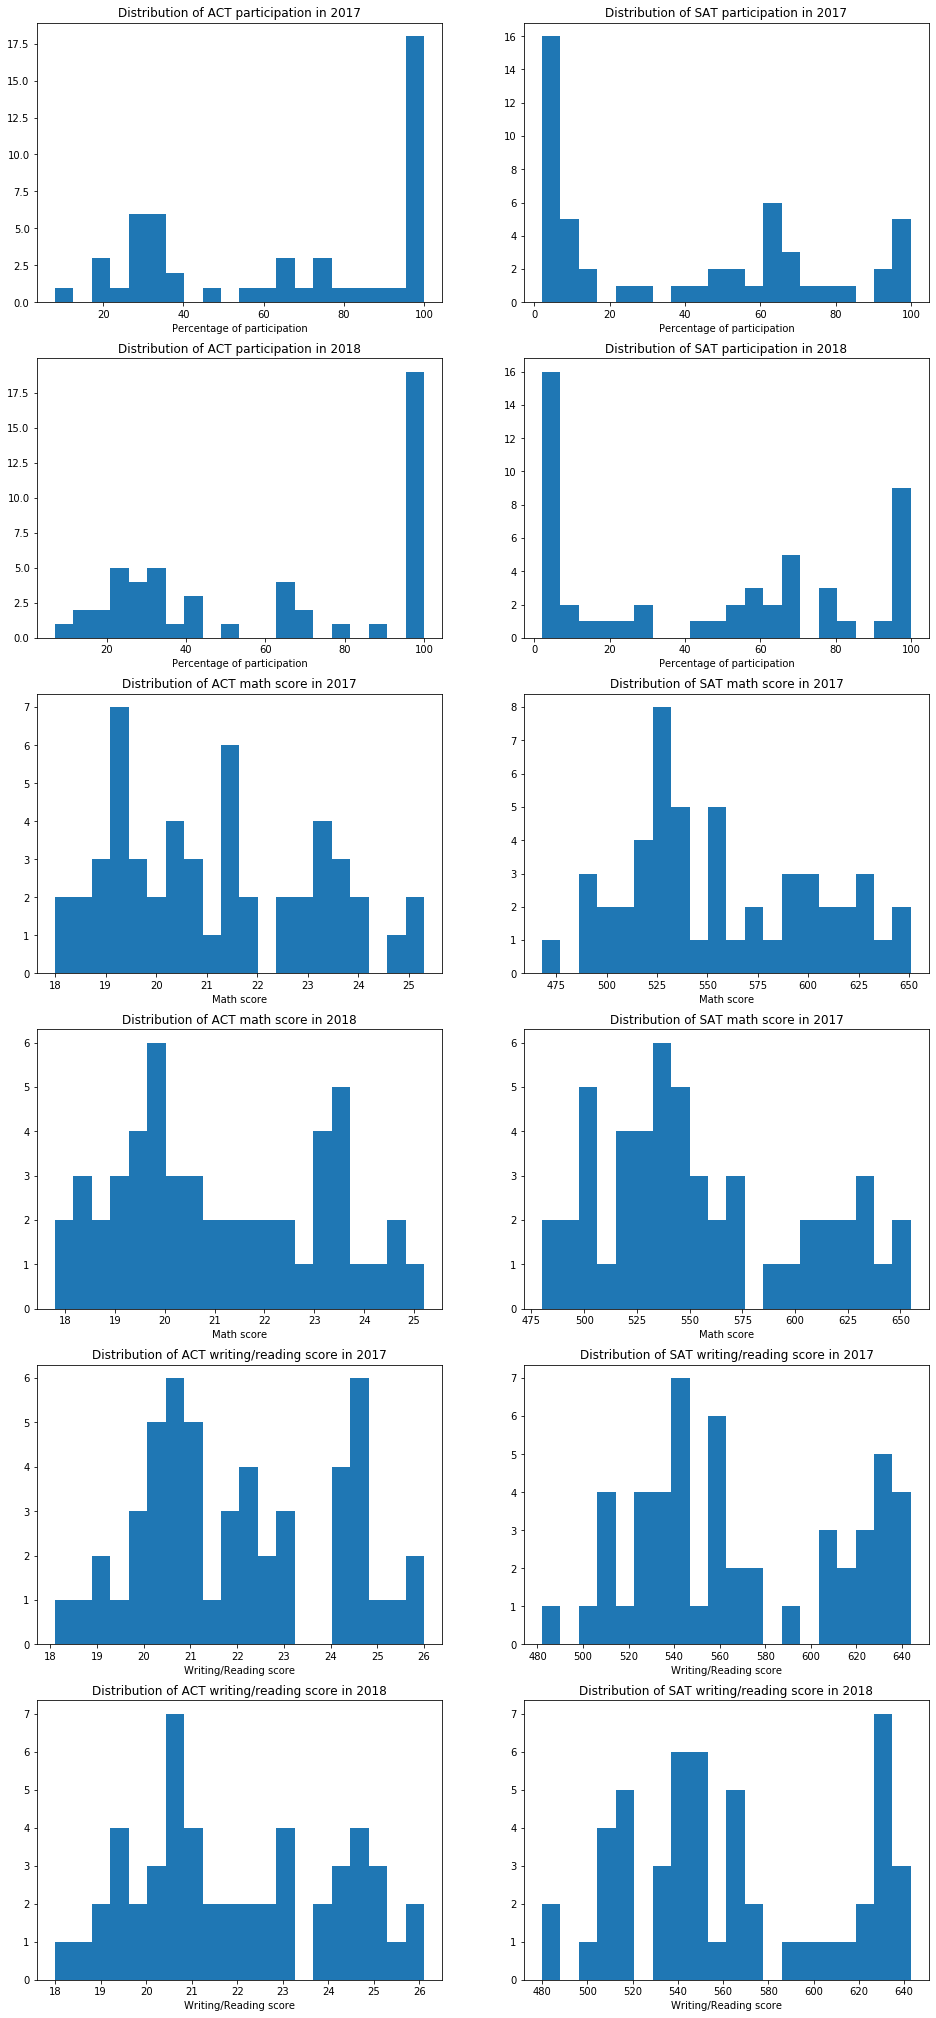 Distribution of ACT participation in 2017
17.5
15.0
12.5
10.0
7.5
5.0
2.5
0.0
20 40 60 80 100
Percentage of participation
Distribution of SAT participation in 2017
16
14
12
10
8
6
4
2
0
0 20 40 60 80 100
Percentage of participation
Distribution of ACT participation in 2018
17.5
15.0
12.5
10.0
7.5
5.0
2.5
0.0
20 40 60 80 100
Percentage of participation
Distribution of SAT participation in 2018
16
14
12
10
8
6
4
2
0
0 20 40 60 80 100
Percentage of participation
Distribution of ACT math score in 2017
7
6
5
4
3
2
1
0
18 19 20 21 22 23 24 25
Math score
Distribution of SAT math score in 2017
8
7
6
5
4
3
2
1
0
475 500 525 550 575 600 625 650
Math score
Distribution of ACT math score in 2018
6
5
4
3
2
1
0
18 19 20 21 22 23 24 25
Math score
Distribution of SAT math score in 2017
6
5
4
3
2
1
0
475 500 525 550 575 600 625 650
Math score
Distribution of ACT writing/reading score in 2017
6
5
4
3
2
1
0
18 19 20 21 22 23 24 25 26
Writing/Reading score
Distribution of SAT writing/reading score in 2017
7
6
5
4
3
2
1
0
480 500 520 540 560 580 600 620 640
Writing/Reading score
Distribution of ACT writing/reading score in 2018
7
6
5
4
3
2
1
0
18 19 20 21 22 23 24 25 26
Writing/Reading score
Distribution of SAT writing/reading score in 2018
7
6
5
4
3
2
1
0
480 500 520 540 560 580 600 620 640
Writing/Reading score